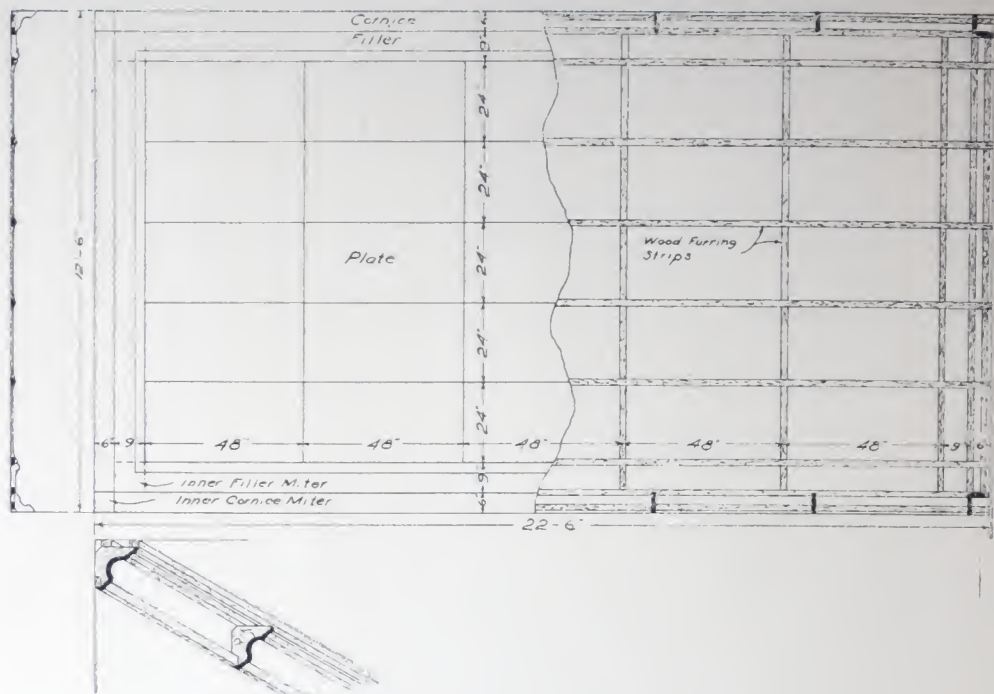 Cornice
Filler
6"
9"
24"
24"
24"
24"
24"
9"
6"
12'-6"
Plate
Wood Furring
Strips
6" 9" 48" 48" 48" 48" 48" 9" 6"
Inner Filler Miter
Inner Cornice Miter
22'-6"